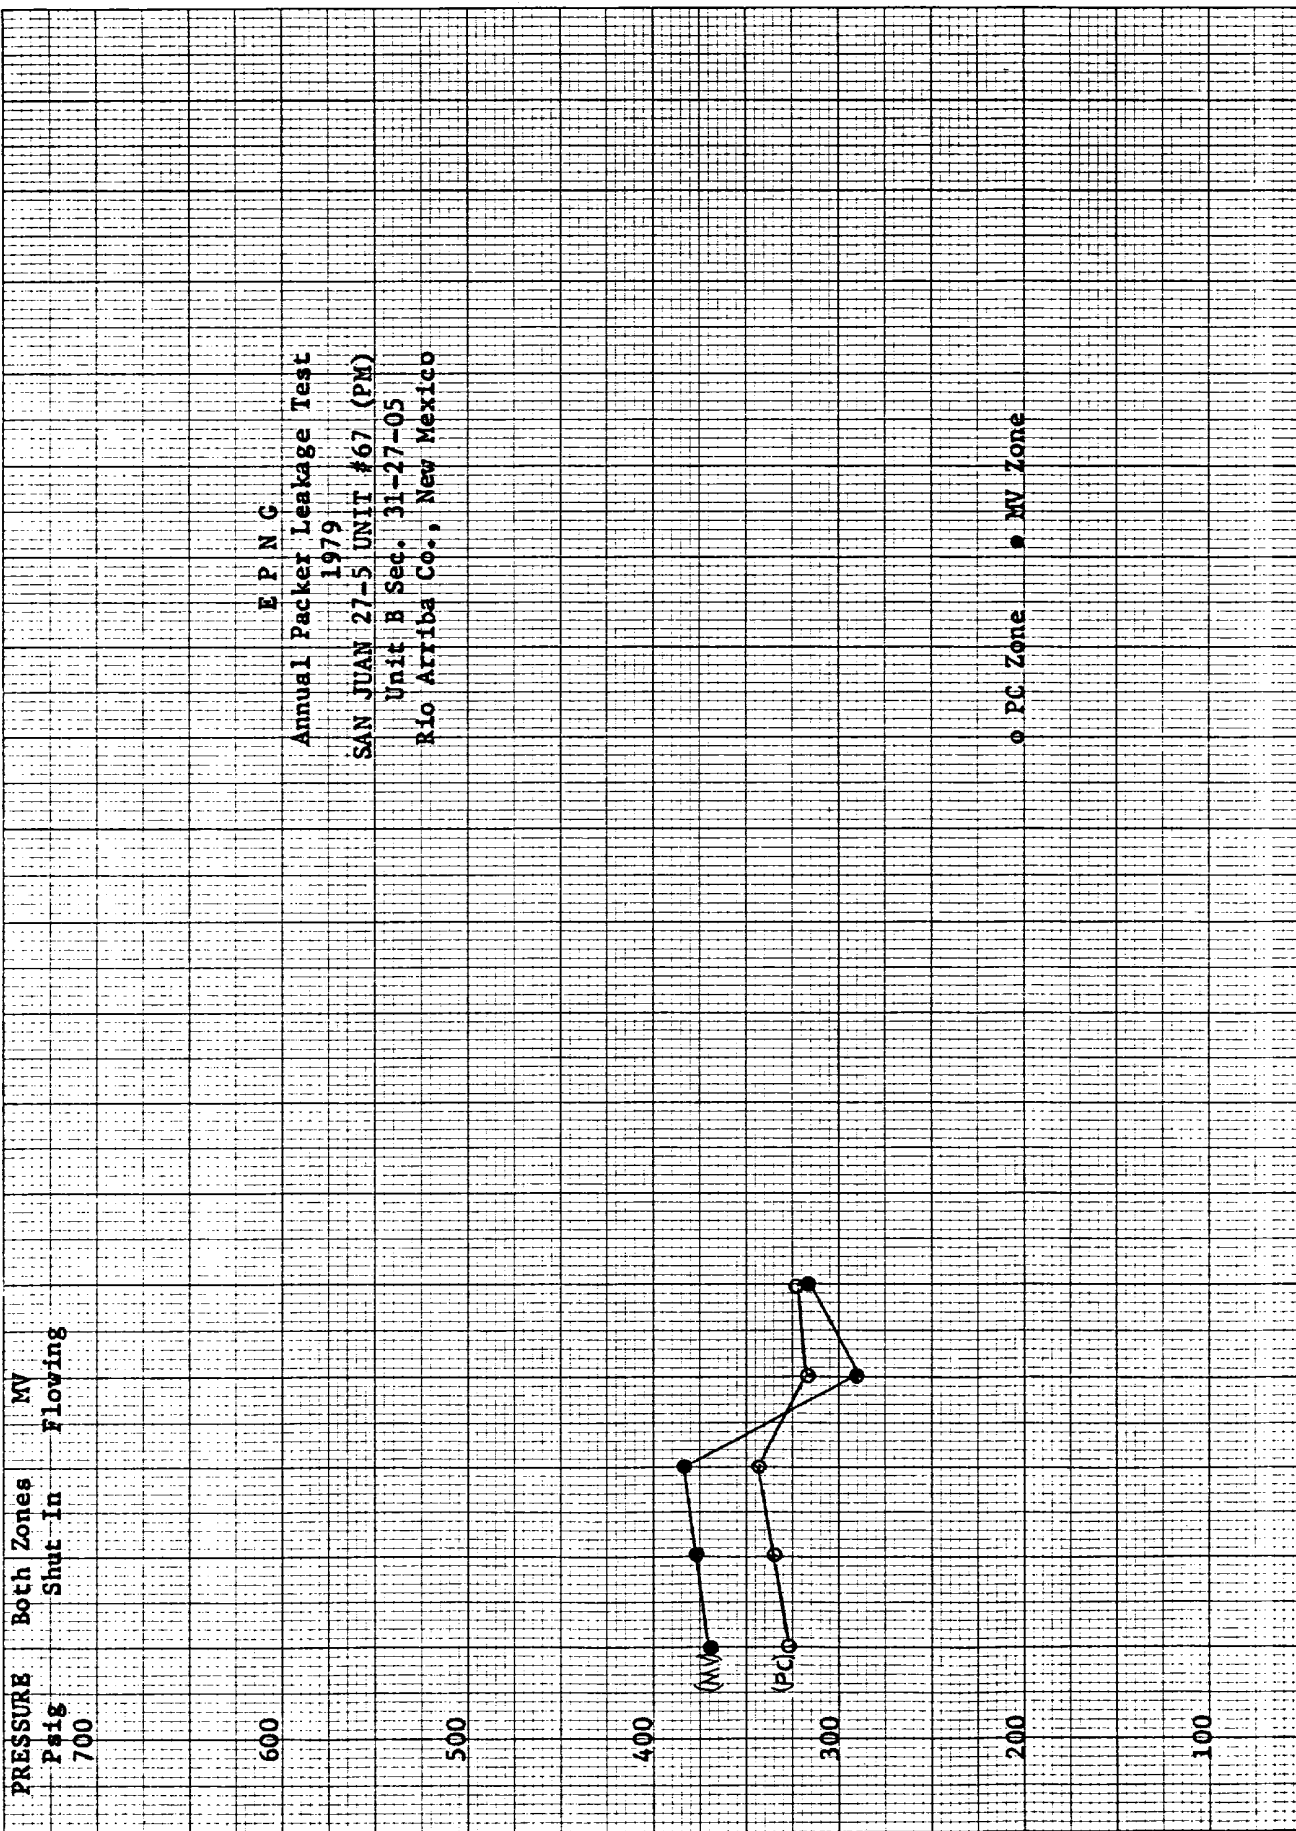 PRESSURE Both Zones MV
Psig Shut In Flowing
700
600
500
400
300
200
100
E P N G
Annual Packer Leakage Test
1979
SAN JUAN 27-5 UNIT #67 (PM)
Unit B Sec. 31-27-05
Rio Arriba Co., New Mexico
(MV)
(PC)
o PC Zone ● MV Zone